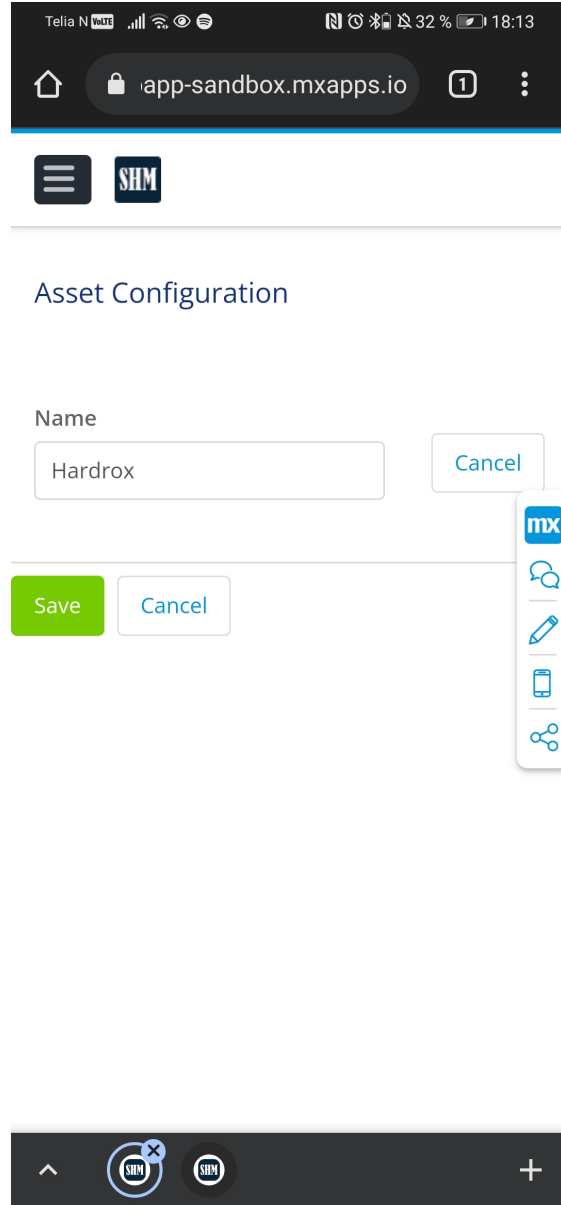 Telia N VoLTE 32 % 18:13
app-sandbox.mxapps.io 1
SHM
Asset Configuration
Name
Hardrox
Cancel
mx
Save Cancel
SHM SHM